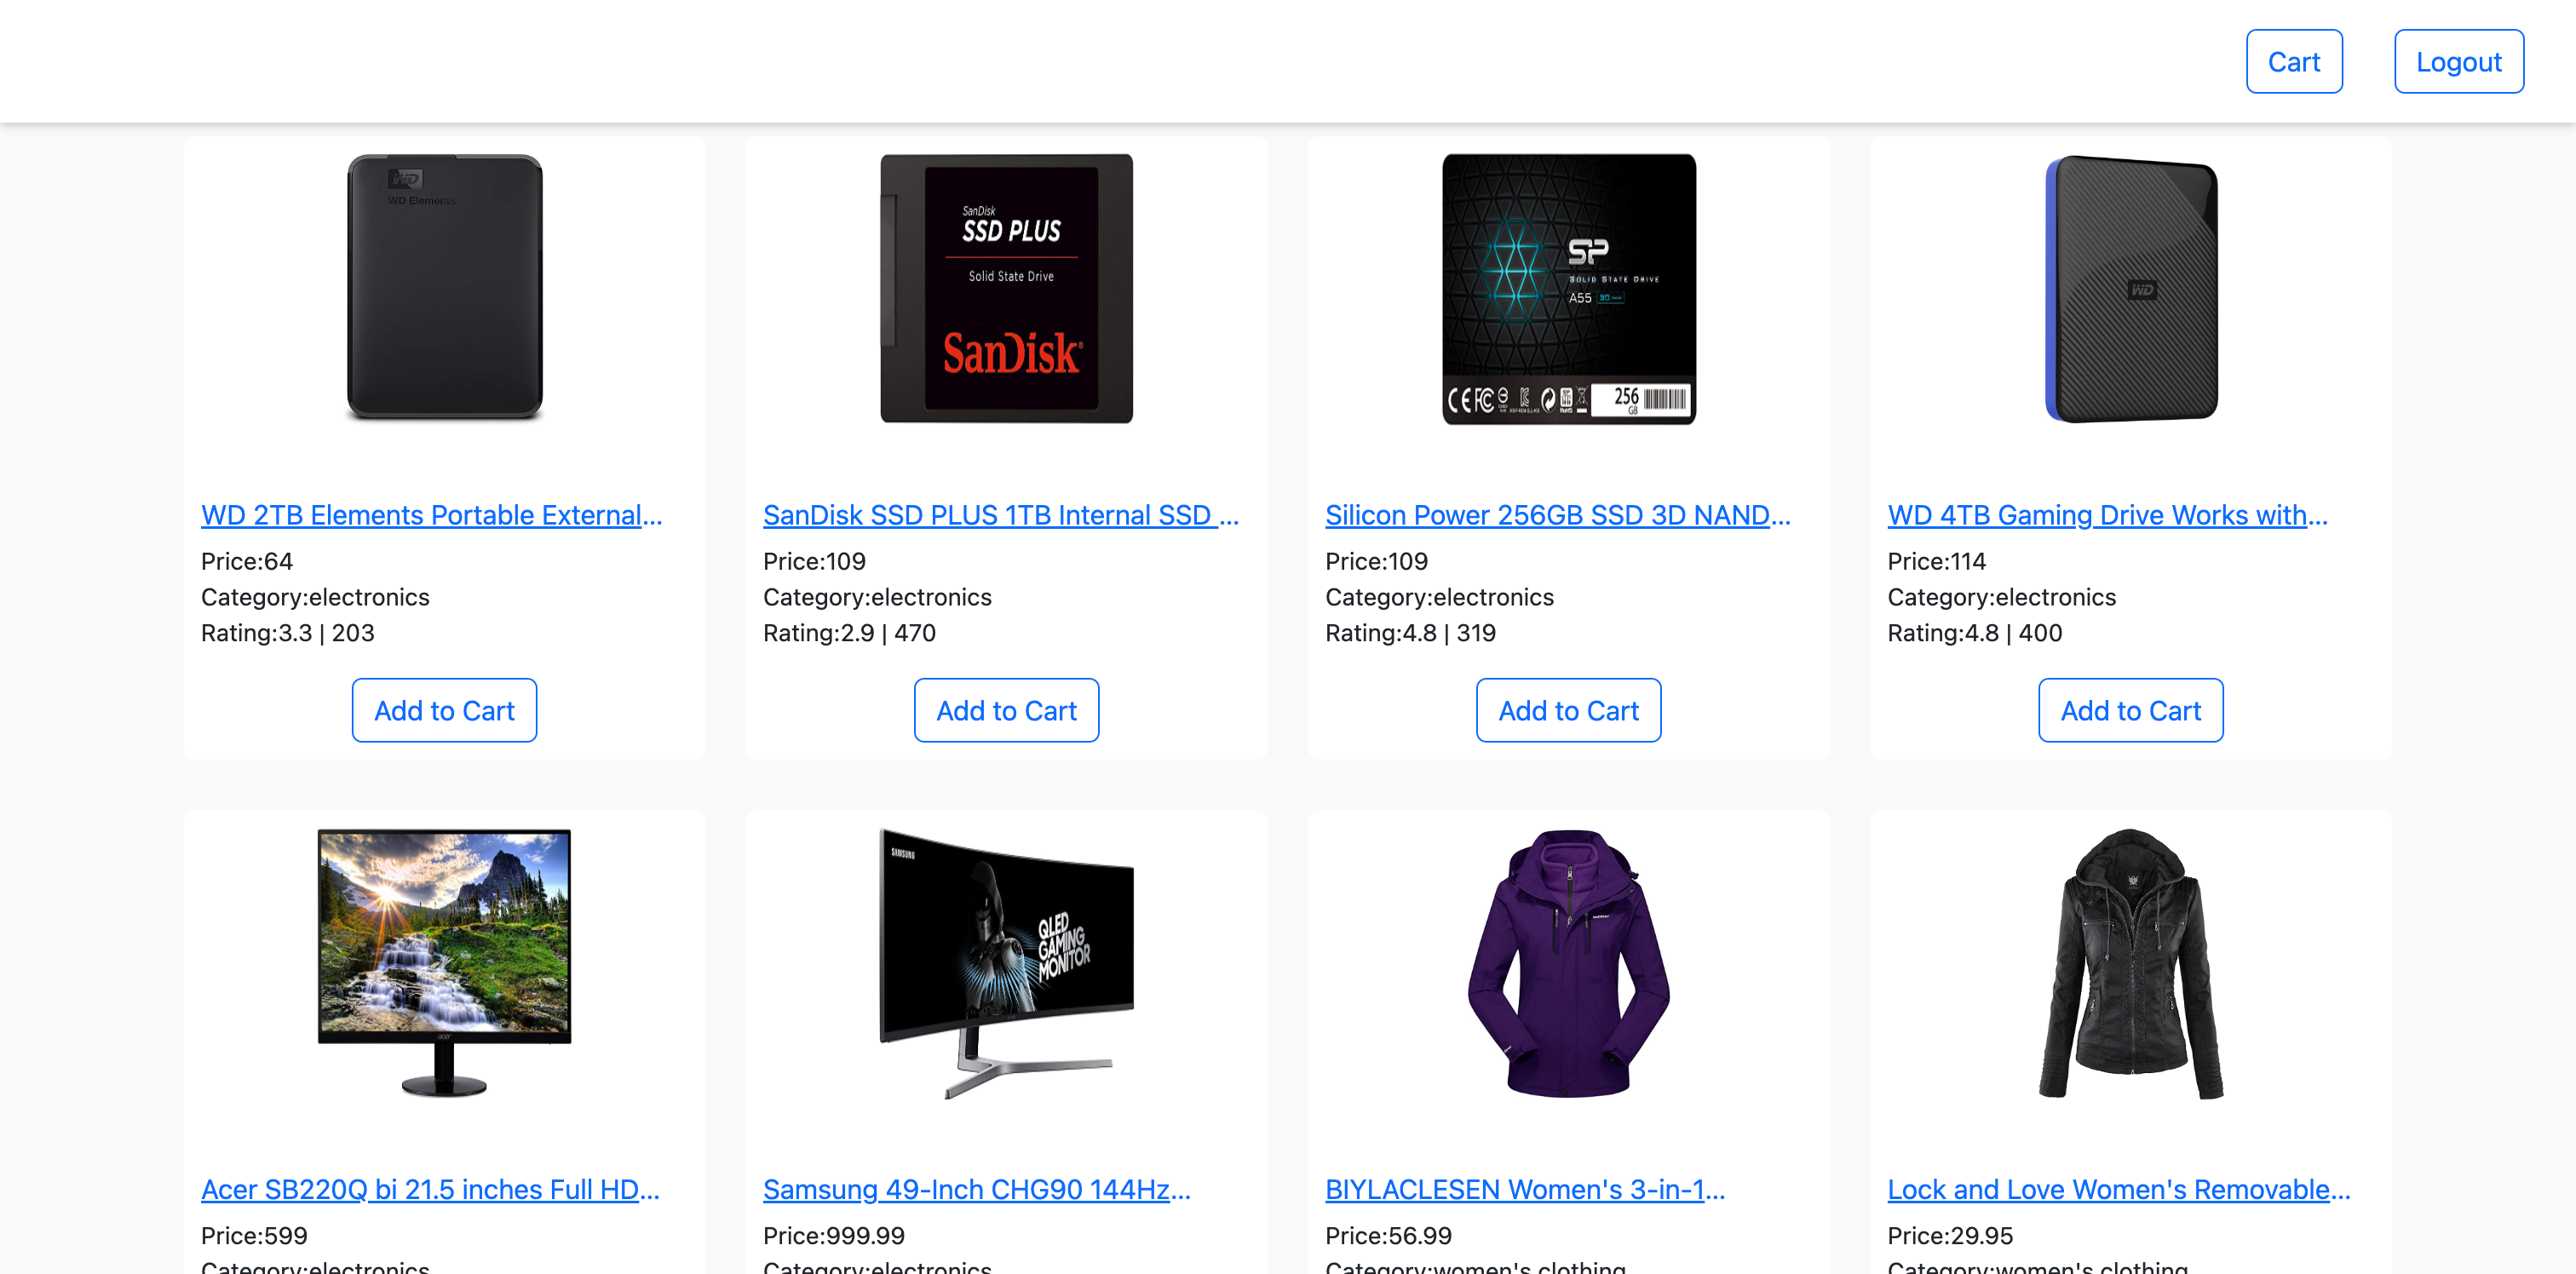 Cart
Logout
WD
WD Elements
SanDisk
SSD PLUS
Solid State Drive
SanDisk®
SP
SOLID STATE DRIVE
A55 3D
256
GB
WD
WD 2TB Elements Portable External...
Price:64
Category:electronics
Rating:3.3 | 203
Add to Cart
SanDisk SSD PLUS 1TB Internal SSD ...
Price:109
Category:electronics
Rating:2.9 | 470
Add to Cart
Silicon Power 256GB SSD 3D NAND...
Price:109
Category:electronics
Rating:4.8 | 319
Add to Cart
WD 4TB Gaming Drive Works with...
Price:114
Category:electronics
Rating:4.8 | 400
Add to Cart
acer
SAMSUNG
QLED
GAMING
MONITOR
Acer SB220Q bi 21.5 inches Full HD...
Price:599
Category:electronics
Samsung 49-Inch CHG90 144Hz...
Price:999.99
Category:electronics
BIYLACLESEN Women's 3-in-1...
Price:56.99
Category:women's clothing
Lock and Love Women's Removable...
Price:29.95
Category:women's clothing